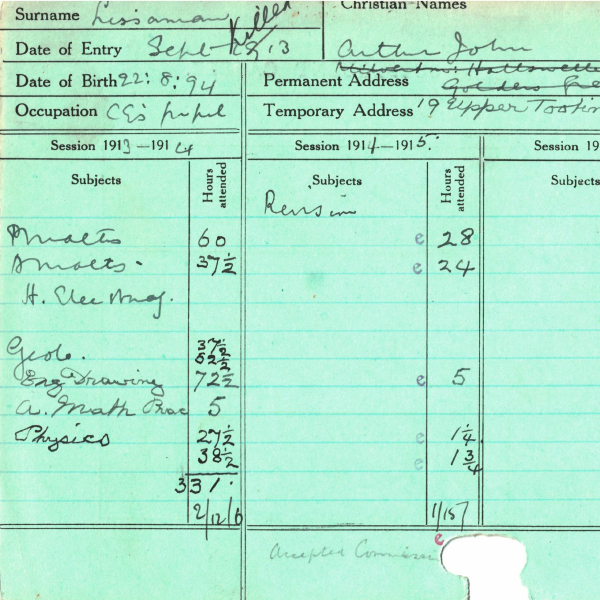 Surname Lissaman Killed
Christian-Names
Date of Entry Sept 13
Arthur John
Date of Birth 22: 8: 94
Permanent Address
Golders
Occupation CE's pupil
Temporary Address 19 Upper Tootin
Session 1913—1914
Session 1914—1915.
Session 19
Subjects Hours attended
Subjects Hours attended
Subjects
Revision
60 e 28
37½ e 24
H. Elec Mag.
Geol. 37½
52½
Eng Drawing 72½ e 5
A. Math Prac 5
Physics 27½ e 1¼
38½ e 1¾
331.
2/12/6 1/15/
e
Accepted Commission